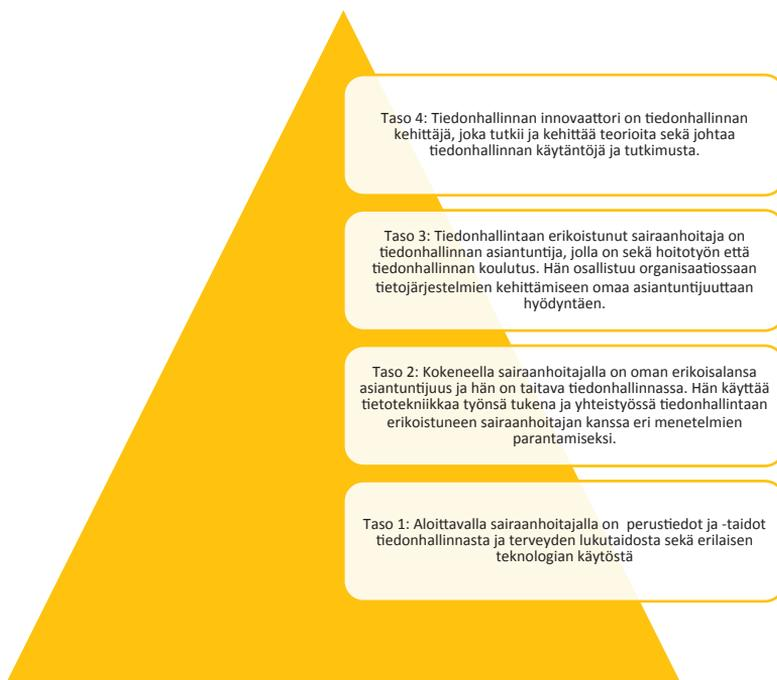 Taso 4: Tiedonhallinnan innovaattori on tiedonhallinnan
kehittäjä, joka tutkii ja kehittää teorioita sekä johtaa
tiedonhallinnan käytäntöjä ja tutkimusta.
Taso 3: Tiedonhallintaan erikoistunut sairaanhoitaja on
tiedonhallinnan asiantuntija, jolla on sekä hoitotyön että
tiedonhallinnan koulutus. Hän osallistuu organisaatiossaan
tietojärjestelmien kehittämiseen omaa asiantuntijuuttaan
hyödyntäen.
Taso 2: Kokeneella sairaanhoitajalla on oman erikoisalansa
asiantuntijuus ja hän on taitava tiedonhallinnassa. Hän käyttää
tietotekniikkaa työnsä tukena ja yhteistyössä tiedonhallintaan
erikoistuneen sairaanhoitajan kanssa eri menetelmien
parantamiseksi.
Taso 1: Aloittavalla sairaanhoitajalla on perustiedot ja -taidot
tiedonhallinnasta ja terveyden lukutaidosta sekä erilaisen
teknologian käytöstä